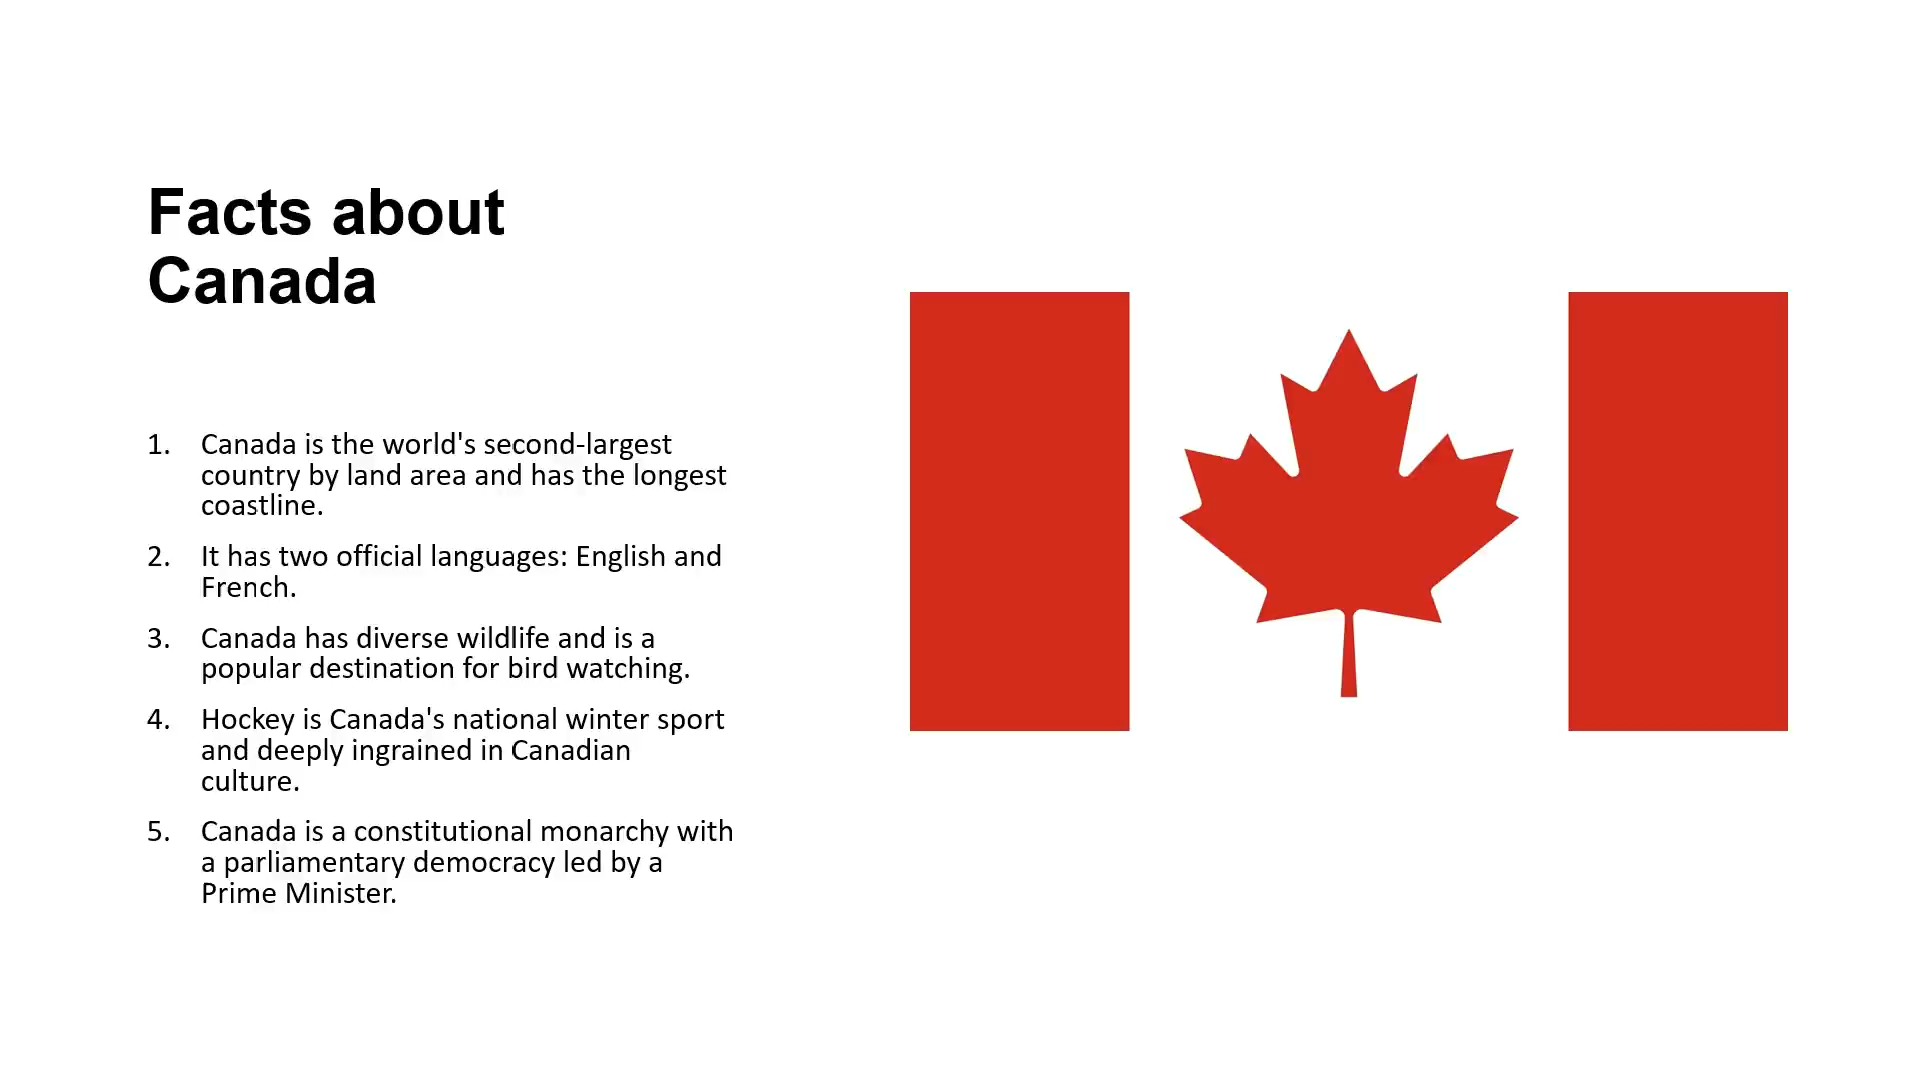 Facts about
Canada
1. Canada is the world's second-largest
country by land area and has the longest
coastline.
2. It has two official languages: English and
French.
3. Canada has diverse wildlife and is a
popular destination for bird watching.
4. Hockey is Canada's national winter sport
and deeply ingrained in Canadian
culture.
5. Canada is a constitutional monarchy with
a parliamentary democracy led by a
Prime Minister.